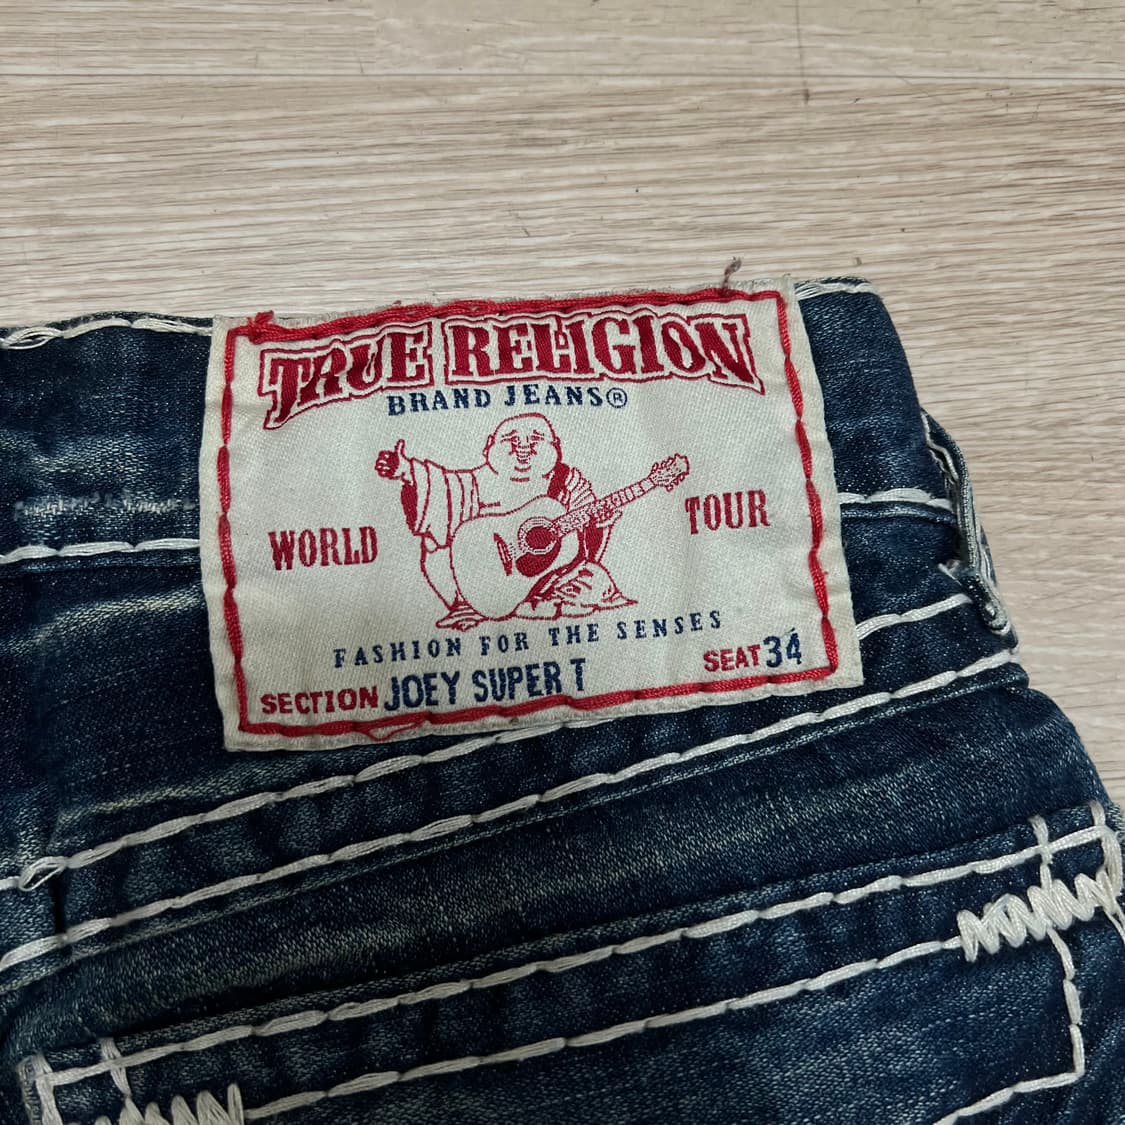 TRUE RELIGION
BRAND JEANS®
WORLD TOUR
FASHION FOR THE SENSES
SECTION JOEY SUPER T SEAT 34